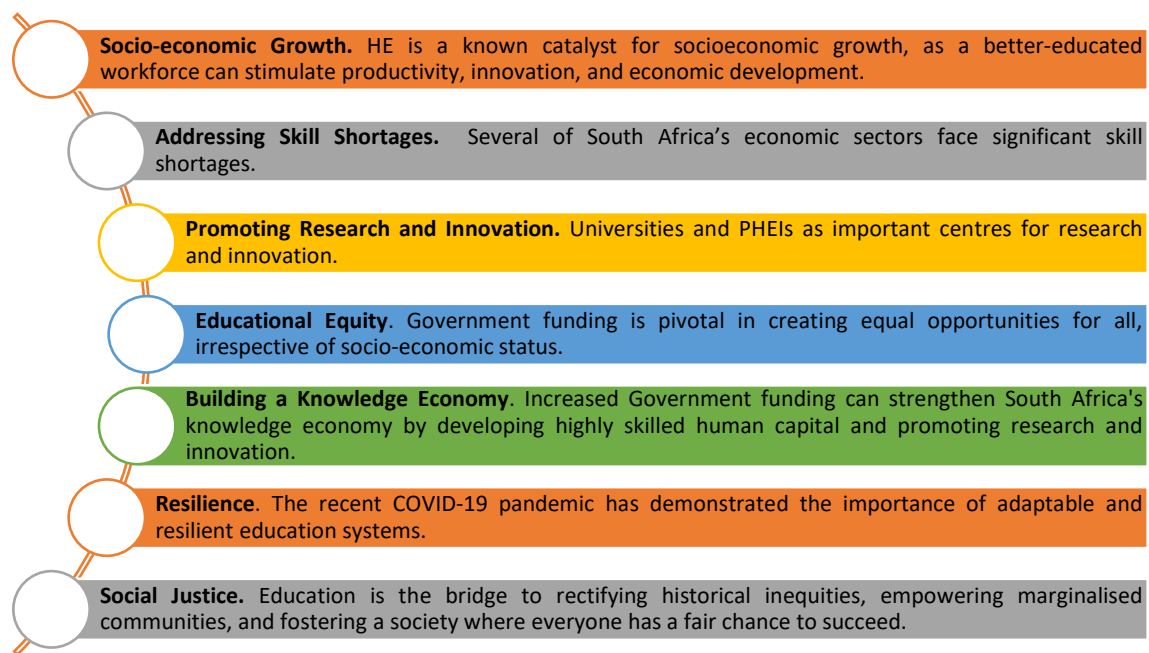 Socio-economic Growth. HE is a known catalyst for socioeconomic growth, as a better-educated
workforce can stimulate productivity, innovation, and economic development.
Addressing Skill Shortages. Several of South Africa’s economic sectors face significant skill
shortages.
Promoting Research and Innovation. Universities and PHEIs as important centres for research
and innovation.
Educational Equity. Government funding is pivotal in creating equal opportunities for all,
irrespective of socio-economic status.
Building a Knowledge Economy. Increased Government funding can strengthen South Africa's
knowledge economy by developing highly skilled human capital and promoting research and
innovation.
Resilience. The recent COVID-19 pandemic has demonstrated the importance of adaptable and
resilient education systems.
Social Justice. Education is the bridge to rectifying historical inequities, empowering marginalised
communities, and fostering a society where everyone has a fair chance to succeed.